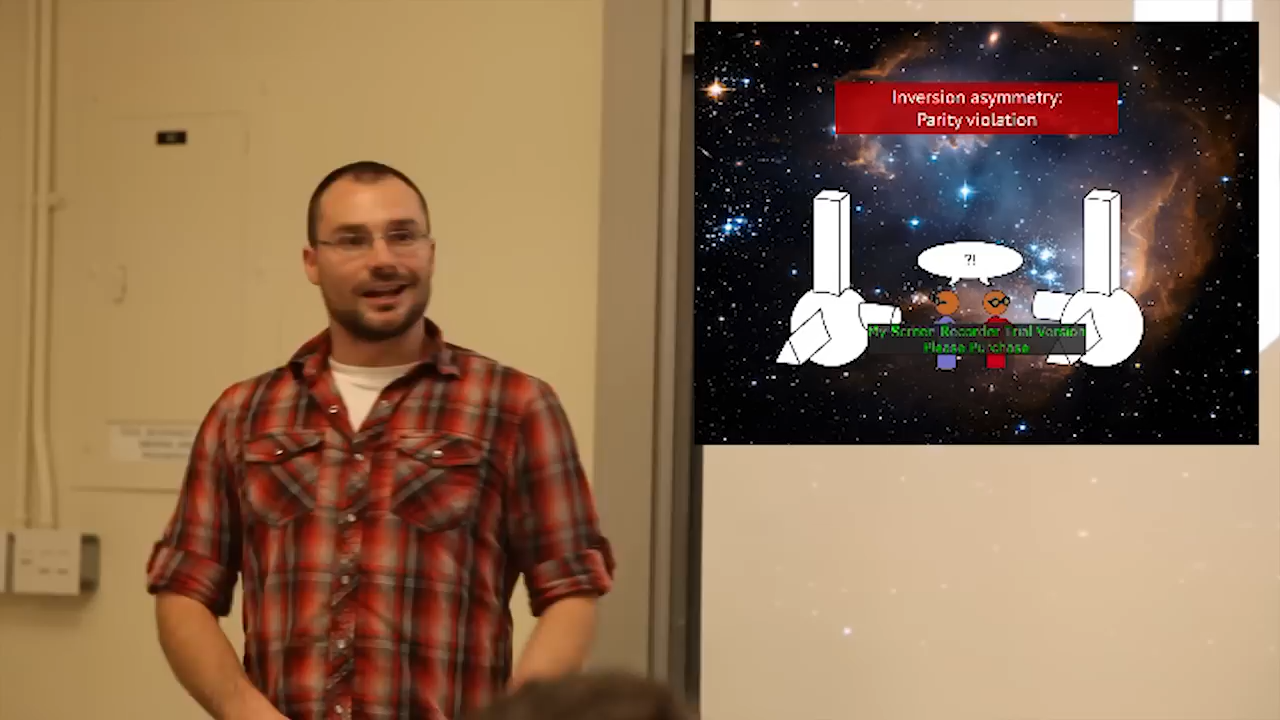 Inversion asymmetry:
Parity violation
?!
My Screen Recorder Trial Version
Please Purchase